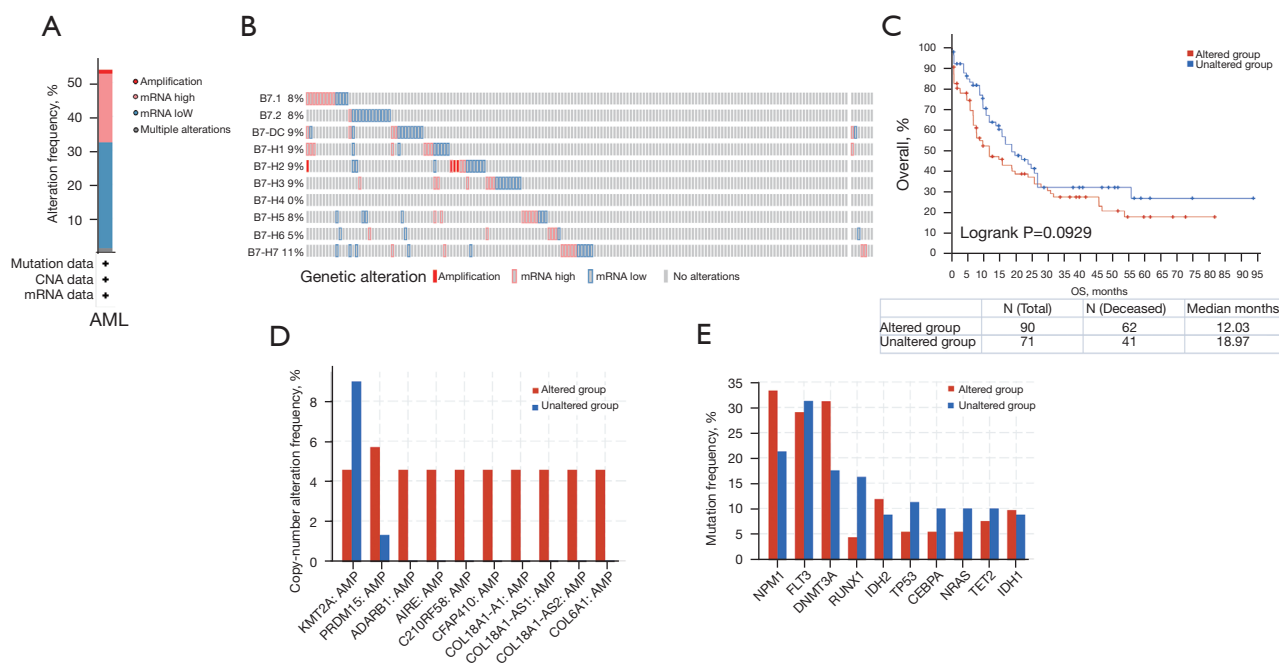 A
Alteration frequency, %
50
40
30
20
10
Amplification
mRNA high
mRNA loW
Multiple alterations
Mutation data
CNA data
mRNA data
AML
B
B7.1 8%
B7.2 8%
B7-DC 9%
B7-H1 9%
B7-H2 9%
B7-H3 9%
B7-H4 0%
B7-H5 8%
B7-H6 5%
B7-H7 11%
Genetic alteration Amplification mRNA high mRNA low No alterations
C
Overall, %
100
90
80
70
60
50
40
30
20
10
0
Altered group
Unaltered group
Logrank P=0.0929
0 5 10 15 20 25 30 35 40 45 50 55 60 65 70 75 80 85 90 95
OS, months
N (Total) N (Deceased) Median months
Altered group 90 62 12.03
Unaltered group 71 41 18.97
D
Copy-number alteration frequency, %
8
6
4
2
0
Altered group
Unaltered group
KMT2A: AMP
PRDM15: AMP
ADARB1: AMP
AIRE: AMP
C210RF58: AMP
CFAP410: AMP
COL18A1-A1: AMP
COL18A1-AS1: AMP
COL18A1-AS2: AMP
COL6A1: AMP
E
Mutation frequency, %
35
30
25
20
15
10
5
0
Altered group
Unaltered group
NPM1
FLT3
DNMT3A
RUNX1
IDH2
TP53
CEBPA
NRAS
TET2
IDH1